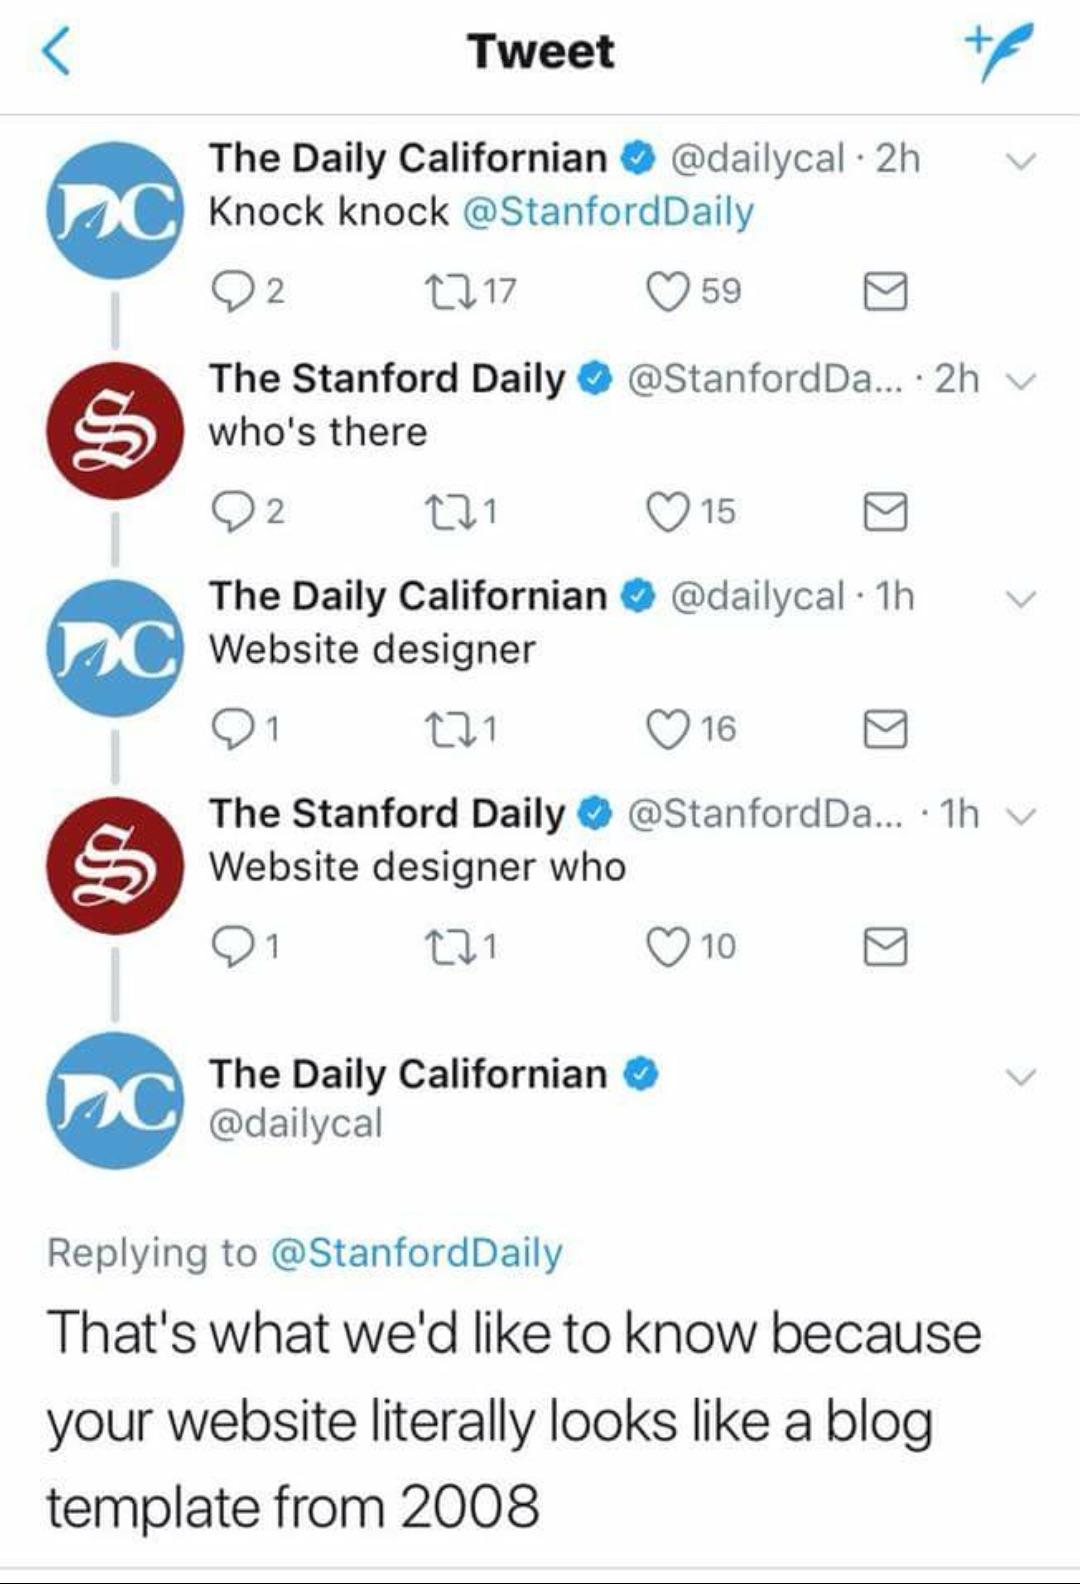 Tweet
The Daily Californian @dailycal · 2h
Knock knock @StanfordDaily
2 17 59
The Stanford Daily @StanfordDa... · 2h
who's there
2 1 15
The Daily Californian @dailycal · 1h
Website designer
1 1 16
The Stanford Daily @StanfordDa... · 1h
Website designer who
1 1 10
The Daily Californian
@dailycal
Replying to @StanfordDaily
That's what we'd like to know because
your website literally looks like a blog
template from 2008